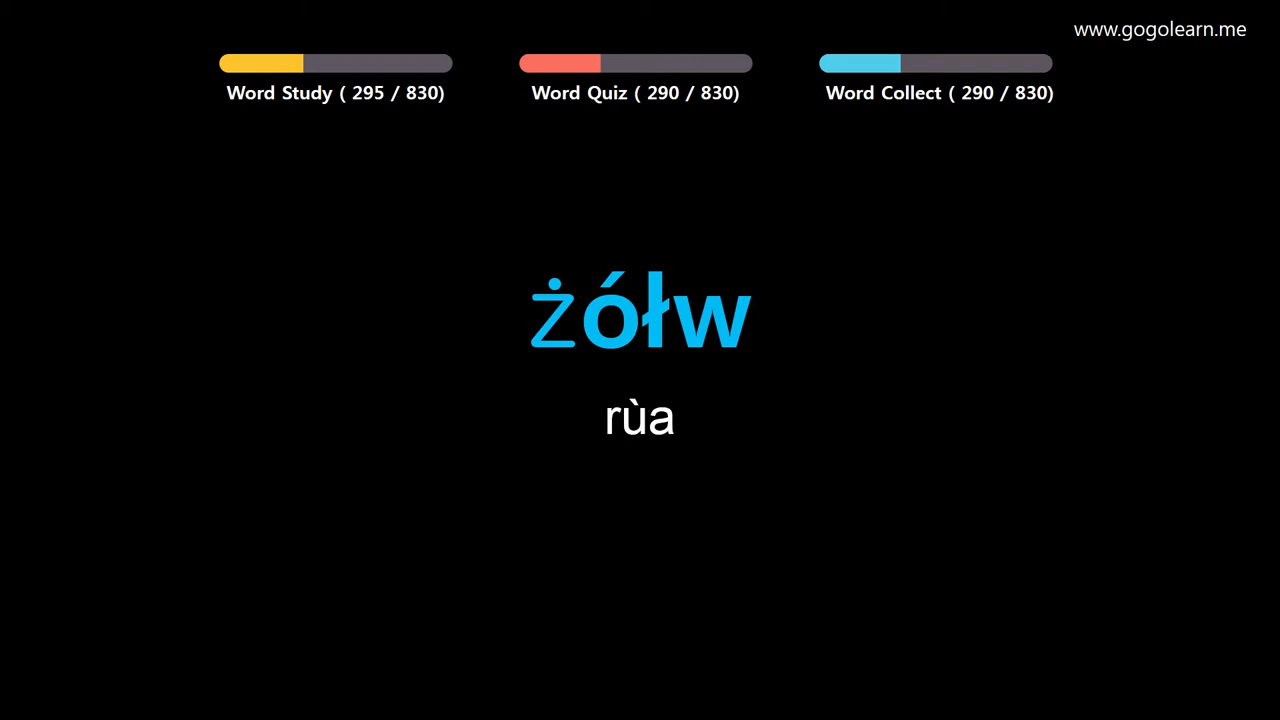 www.gogolearn.me
Word Study ( 295 / 830)
Word Quiz ( 290 / 830)
Word Collect ( 290 / 830)
żółw
rùa